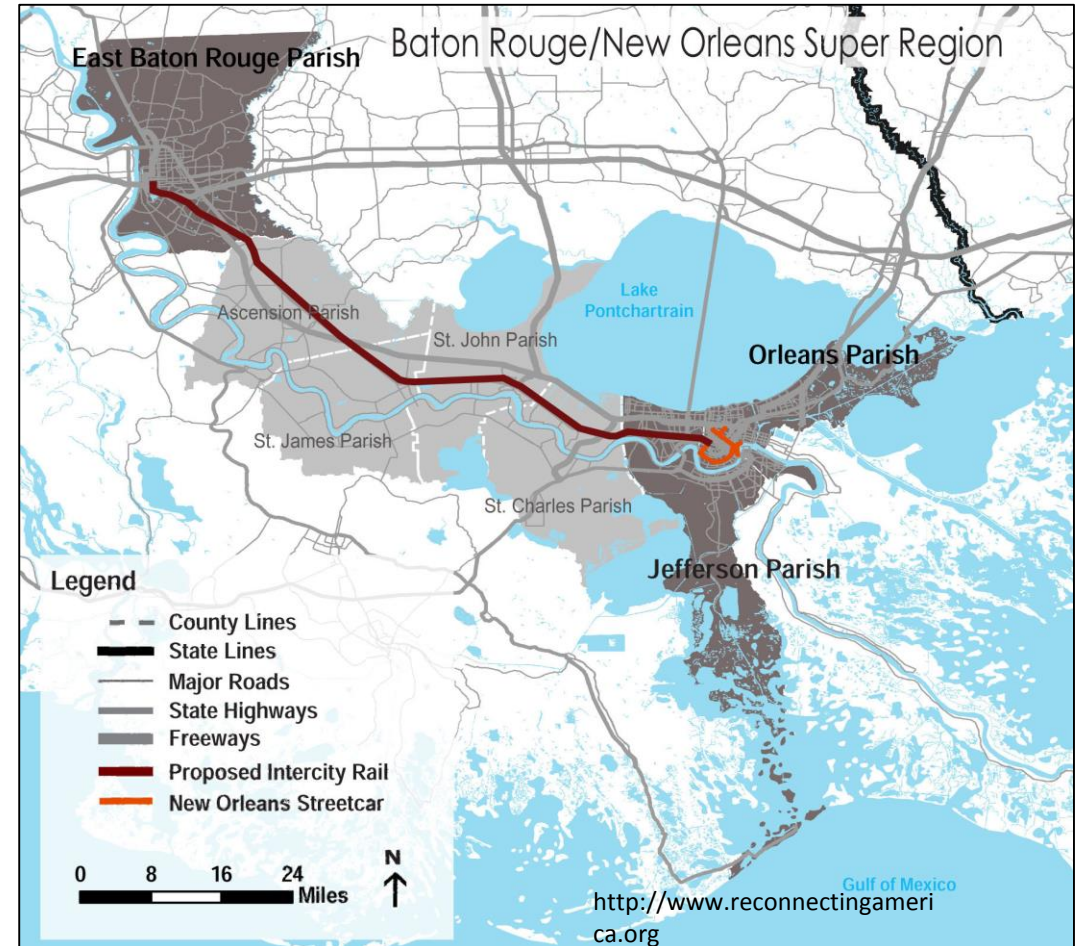 Baton Rouge/New Orleans Super Region
East Baton Rouge Parish
Lake
Pontchartrain
Ascension Parish
St. John Parish
Orleans Parish
St. James Parish
St. Charles Parish
Jefferson Parish
Legend
County Lines
State Lines
Major Roads
State Highways
Freeways
Proposed Intercity Rail
New Orleans Streetcar
N
0 8 16 24
Miles
Gulf of Mexico
http://www.reconnectingameri
ca.org